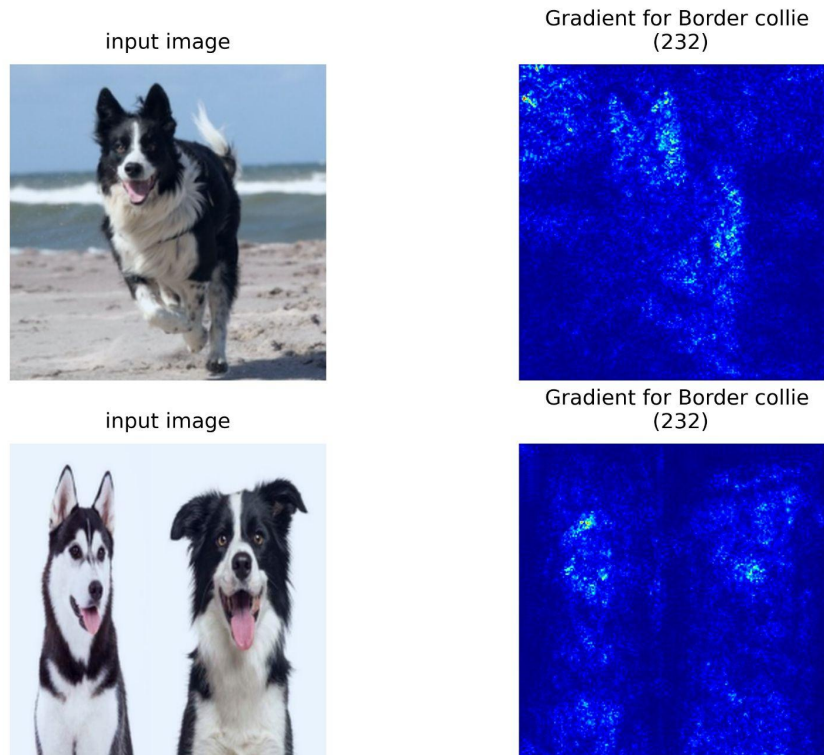 input image
Gradient for Border collie
(232)
input image
Gradient for Border collie
(232)